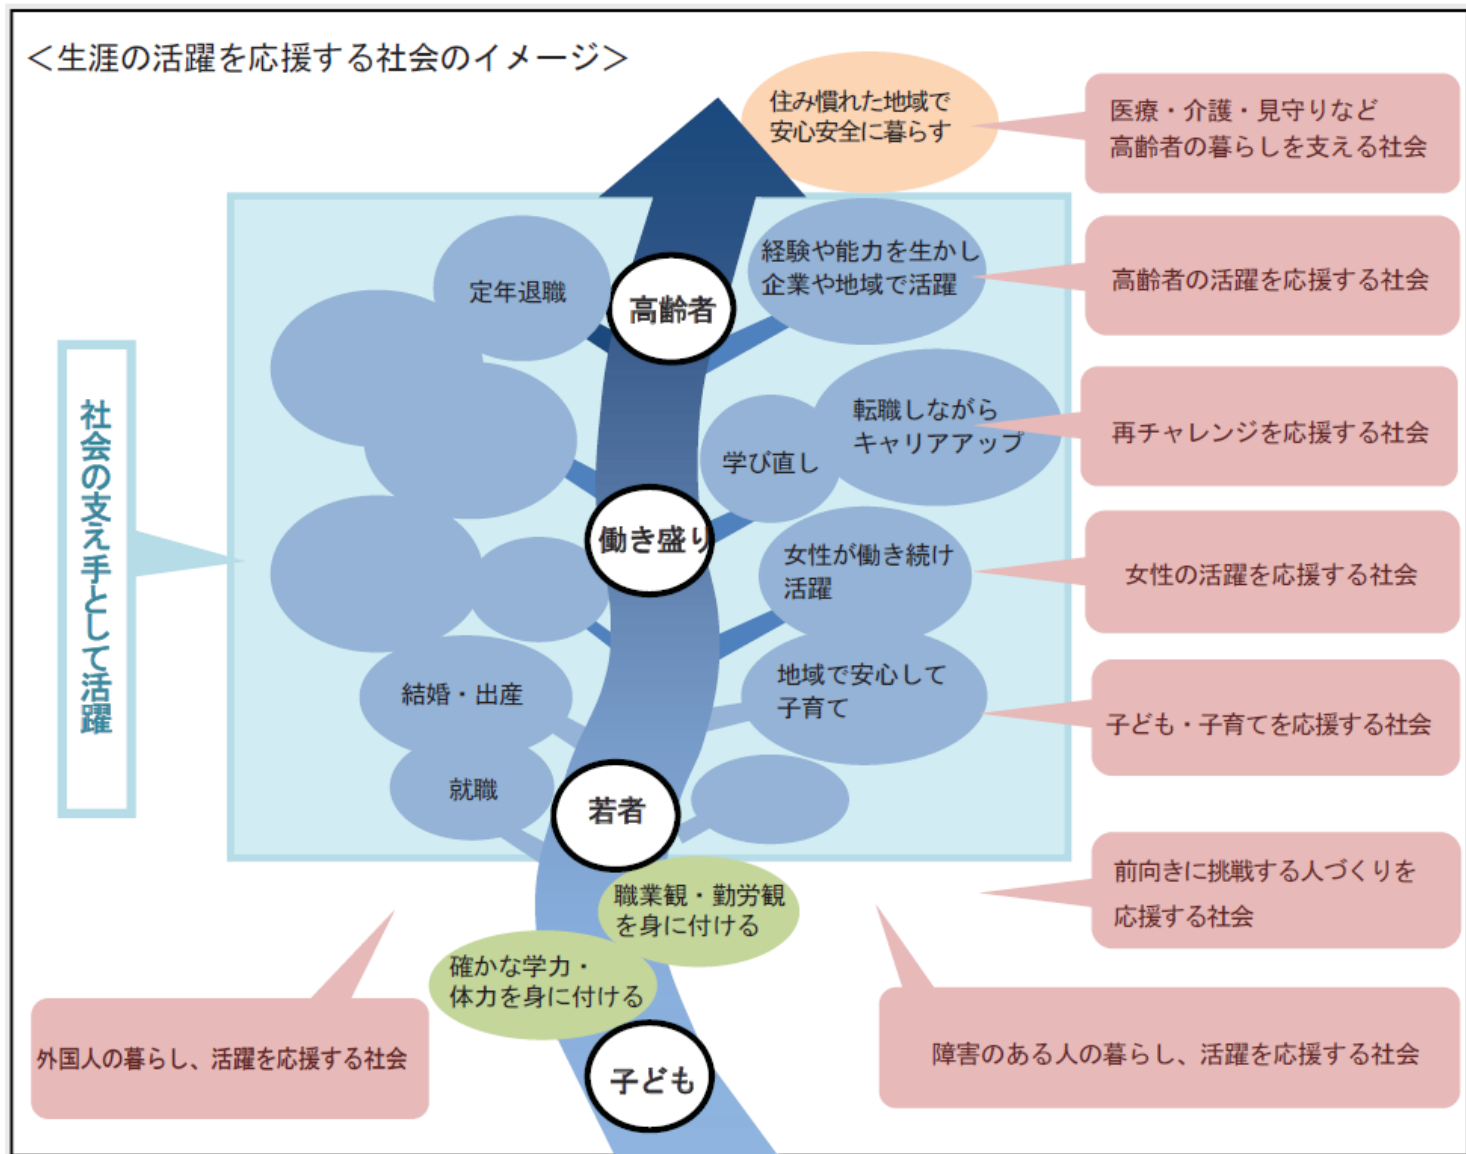 ＜生涯の活躍を応援する社会のイメージ＞
住み慣れた地域で
安心安全に暮らす
医療・介護・見守りなど
高齢者の暮らしを支える社会
定年退職
高齢者
経験や能力を生かし
企業や地域で活躍
高齢者の活躍を応援する社会
社会の支え手として活躍
学び直し
転職しながら
キャリアアップ
再チャレンジを応援する社会
働き盛り
女性が働き続け
活躍
女性の活躍を応援する社会
結婚・出産
地域で安心して
子育て
子ども・子育てを応援する社会
就職
若者
職業観・勤労観
を身に付ける
前向きに挑戦する人づくりを
応援する社会
確かな学力・
体力を身に付ける
外国人の暮らし、活躍を応援する社会
子ども
障害のある人の暮らし、活躍を応援する社会